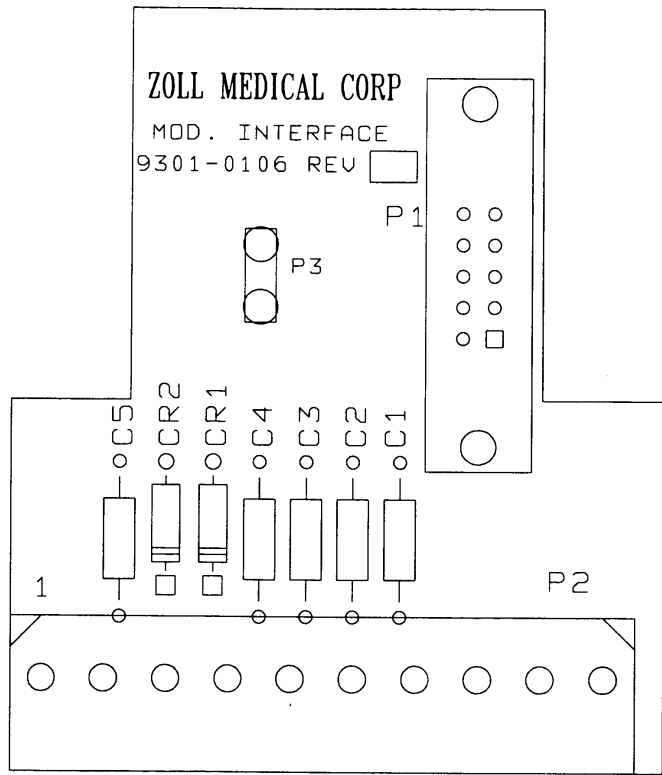 ZOLL MEDICAL CORP
MOD. INTERFACE
9301-0106 REV
P1
P3
C5
CR2
CR1
C4
C3
C2
C1
1
P2